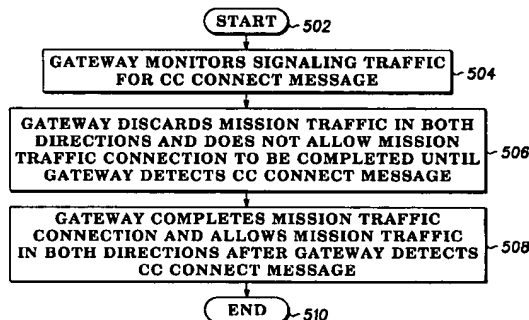 START
502
GATEWAY MONITORS SIGNALING TRAFFIC
FOR CC CONNECT MESSAGE
504
GATEWAY DISCARDS MISSION TRAFFIC IN BOTH
DIRECTIONS AND DOES NOT ALLOW MISSION
TRAFFIC CONNECTION TO BE COMPLETED UNTIL
GATEWAY DETECTS CC CONNECT MESSAGE
506
GATEWAY COMPLETES MISSION TRAFFIC
CONNECTION AND ALLOWS MISSION TRAFFIC
IN BOTH DIRECTIONS AFTER GATEWAY DETECTS
CC CONNECT MESSAGE
508
END
510